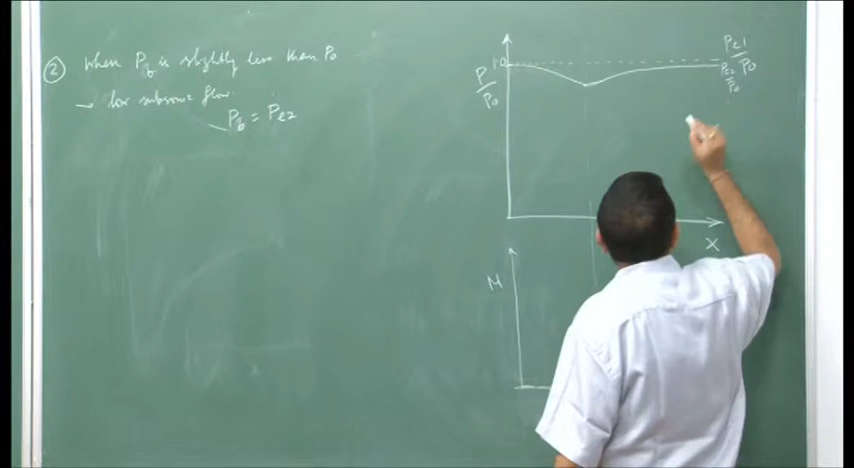 ② When P_b is slightly less than P_0
→ for subsonic flow
P_b = P_e2
P/P_0
1.0
P_e1/P_0
P_e2/P_0
X
M